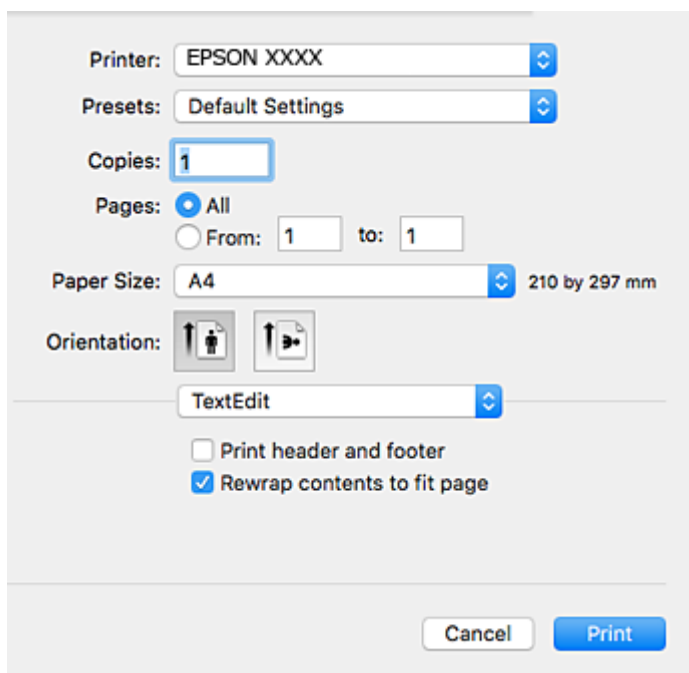 Printer: EPSON XXXX
Presets: Default Settings
Copies: 1
Pages: All
From: 1 to: 1
Paper Size: A4 210 by 297 mm
Orientation:
TextEdit
Print header and footer
Rewrap contents to fit page
Cancel Print